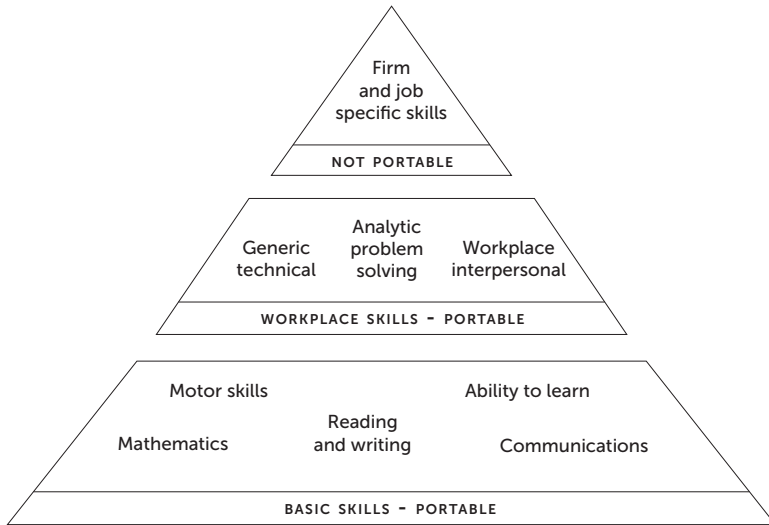 Firm
and job
specific skills
NOT PORTABLE
Generic
technical
Analytic
problem
solving
Workplace
interpersonal
WORKPLACE SKILLS - PORTABLE
Motor skills
Ability to learn
Mathematics
Reading
and writing
Communications
BASIC SKILLS - PORTABLE